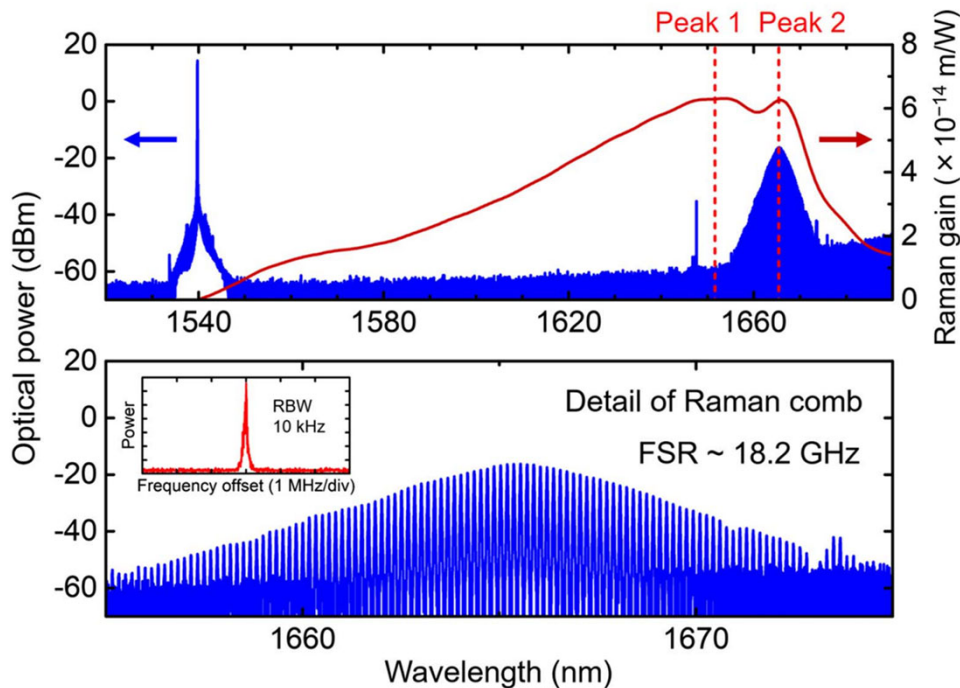 Peak 1 Peak 2
20
0
-20
-40
-60
8
6
4
2
0
1540 1580 1620 1660
Optical power (dBm)
Raman gain (× 10⁻¹⁴ m/W)
20
0
-20
-40
-60
Power
RBW
10 kHz
Frequency offset (1 MHz/div)
Detail of Raman comb
FSR ~ 18.2 GHz
1660 1670
Wavelength (nm)